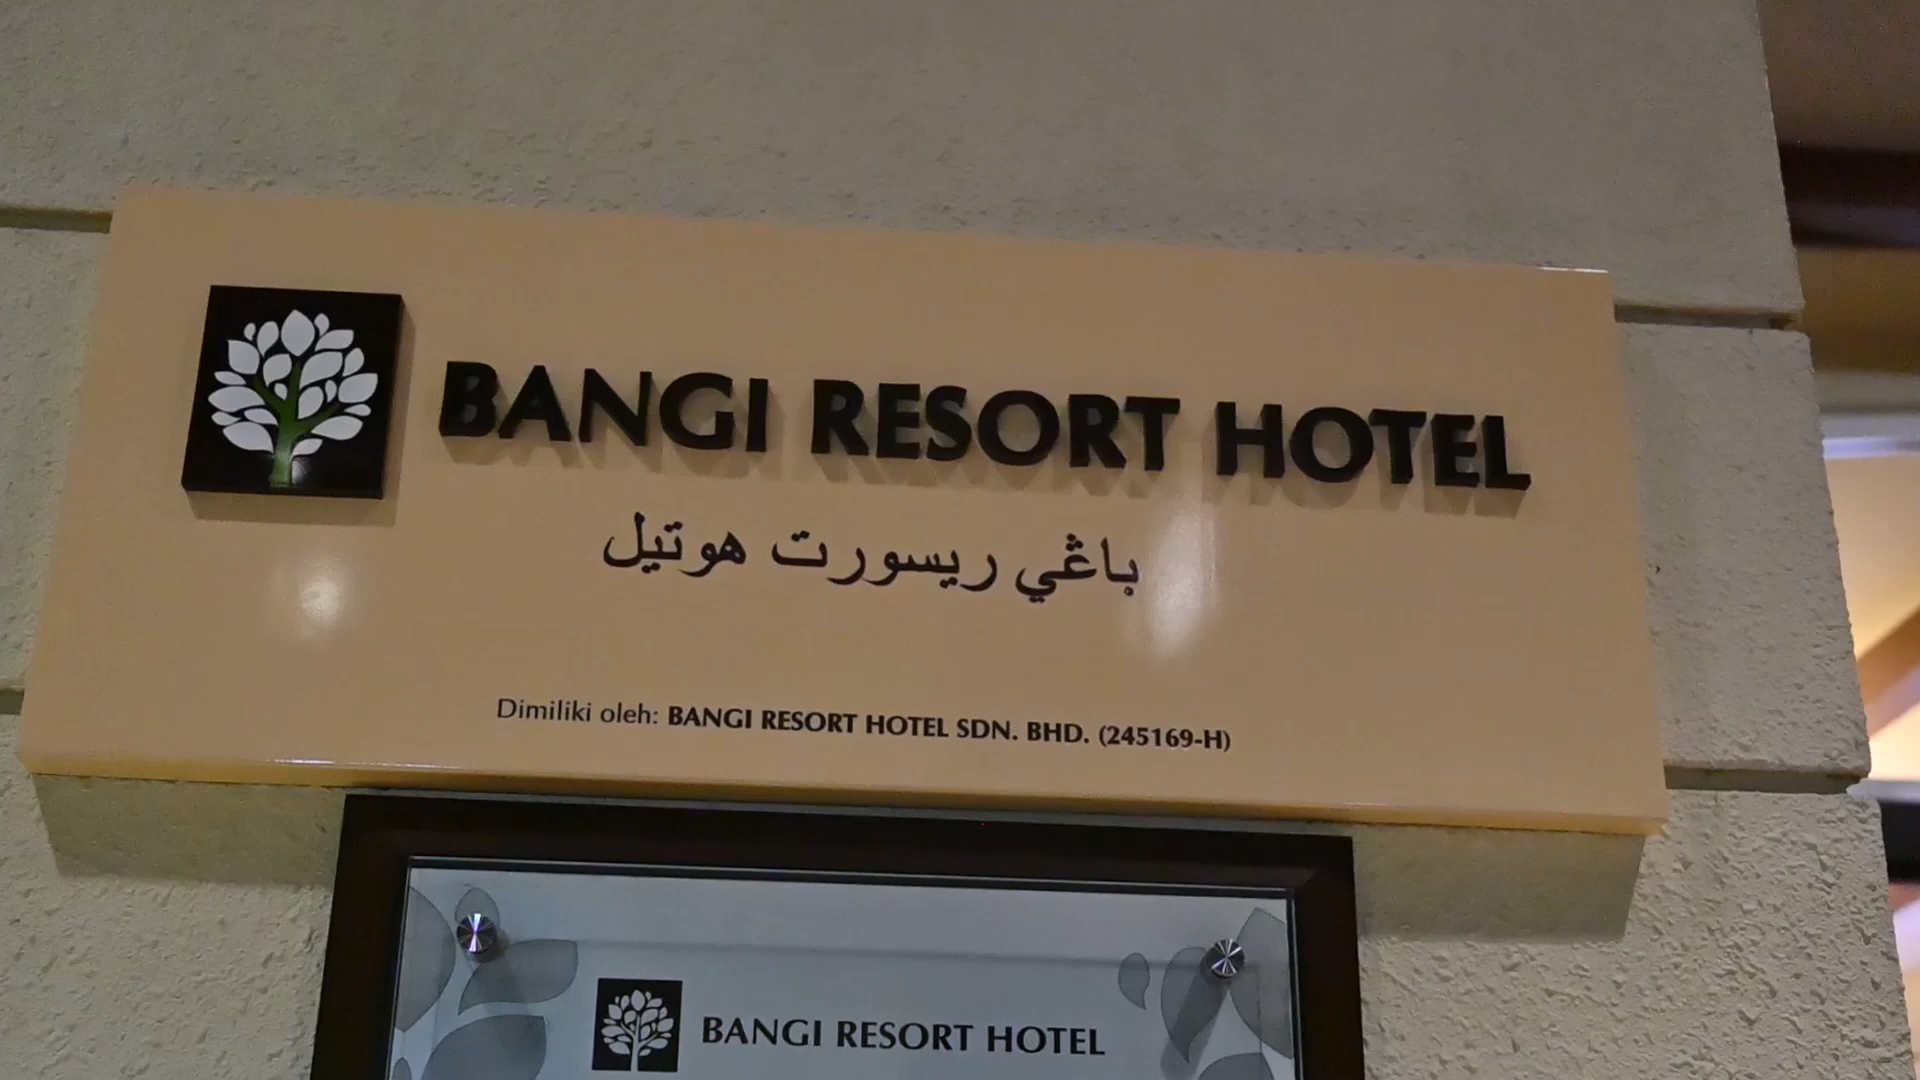 BANGI RESORT HOTEL
باڠي ريسورت هوتيل
Dimiliki oleh: BANGI RESORT HOTEL SDN. BHD. (245169-H)
BANGI RESORT HOTEL